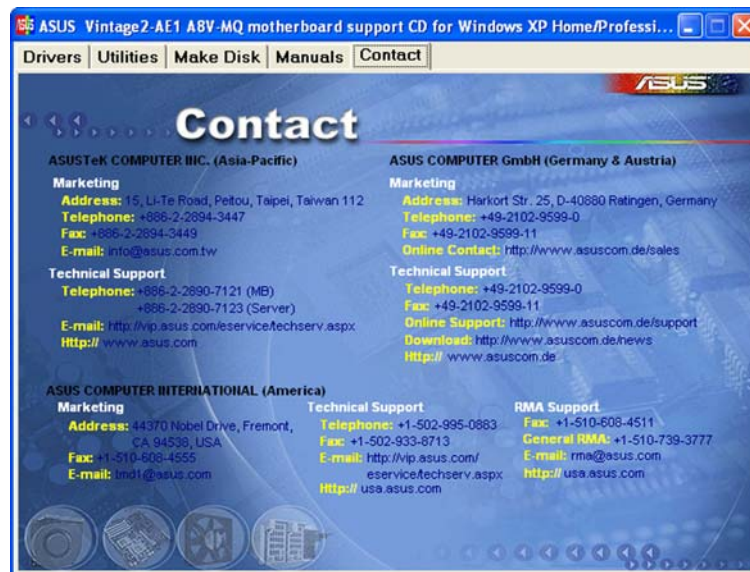 ASUS Vintage2-AE1 A8V-MQ motherboard support CD for Windows XP Home/Professi...
Drivers Utilities Make Disk Manuals Contact
ASUS
Contact
ASUSTeK COMPUTER INC. (Asia-Pacific)
Marketing
Address: 15, Li-Te Road, Peitou, Taipei, Taiwan 112
Telephone: +886-2-2894-3447
Fax: +886-2-2894-3449
E-mail: info@asus.com.tw
Technical Support
Telephone: +886-2-2890-7121 (MB)
+886-2-2890-7123 (Server)
E-mail: http://vip.asus.com/eservice/techserv.aspx
Http:// www.asus.com
ASUS COMPUTER GmbH (Germany & Austria)
Marketing
Address: Harkort Str. 25, D-40880 Ratingen, Germany
Telephone: +49-2102-9599-0
Fax: +49-2102-9599-11
Online Contact: http://www.asuscom.de/sales
Technical Support
Telephone: +49-2102-9599-0
Fax: +49-2102-9599-11
Online Support: http://www.asuscom.de/support
Download: http://www.asuscom.de/news
Http:// www.asuscom.de
ASUS COMPUTER INTERNATIONAL (America)
Marketing
Address: 44370 Nobel Drive, Fremont,
CA 94538, USA
Fax: +1-510-608-4555
E-mail: tmd1@asus.com
Technical Support
Telephone: +1-502-995-0883
Fax: +1-502-933-8713
E-mail: http://vip.asus.com/
eservice/techserv.aspx
Http:// usa.asus.com
RMA Support
Fax: +1-510-608-4511
General RMA: +1-510-739-3777
E-mail: rma@asus.com
http:// usa.asus.com